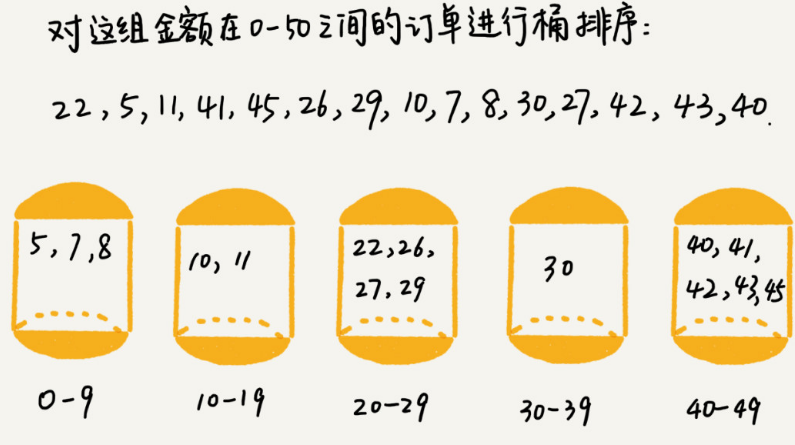 对这组金额在0-50之间的订单进行桶排序:
22, 5, 11, 41, 45, 26, 29, 10, 7, 8, 30, 27, 42, 43, 40.
5, 7, 8
10, 11
22, 26,
27, 29
30
40, 41,
42, 43, 45
0-9
10-19
20-29
30-39
40-49